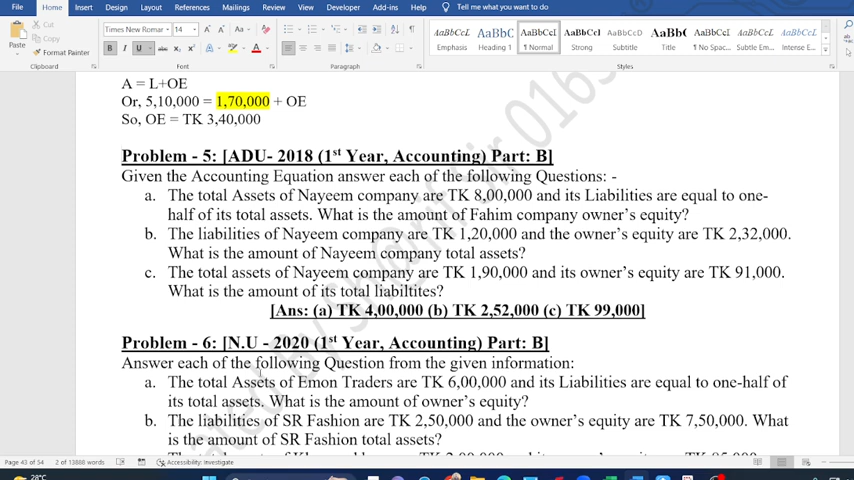 File Home Insert Draw Design Layout References Mailings Review View Developer Add-ins Help Tell me what you want to do
Cut
Copy
Paste
Format Painter
Times New Roman 14
AaBbCcL AaBbC AaBbCcL AaBbCcL AaBbCcD AaBb AaBbCcL AaBbCcL AaBbCcL
Emphasis Heading 1 ¶ Normal Strong Subtitle Title ¶ No Spac... Subtle Em... Intense E...
Clipboard Font Paragraph Styles
A = L+OE
Or, 5,10,000 = 1,70,000 + OE
So, OE = TK 3,40,000
Problem - 5: [ADU- 2018 (1st Year, Accounting) Part: B]
Given the Accounting Equation answer each of the following Questions: -
a. The total Assets of Nayeem company are TK 8,00,000 and its Liabilities are equal to one-
half of its total assets. What is the amount of Fahim company owner's equity?
b. The liabilities of Nayeem company are TK 1,20,000 and the owner's equity are TK 2,32,000.
What is the amount of Nayeem company total assets?
c. The total assets of Nayeem company are TK 1,90,000 and its owner's equity are TK 91,000.
What is the amount of its total liabiltites?
[Ans: (a) TK 4,00,000 (b) TK 2,52,000 (c) TK 99,000]
Problem - 6: [N.U - 2020 (1st Year, Accounting) Part: B]
Answer each of the following Question from the given information:
a. The total Assets of Emon Traders are TK 6,00,000 and its Liabilities are equal to one-half of
its total assets. What is the amount of owner's equity?
b. The liabilities of SR Fashion are TK 2,50,000 and the owner's equity are TK 7,50,000. What
is the amount of SR Fashion total assets?
Page 43 of 54 2 of 13888 words Accessibility: Investigate
28°C